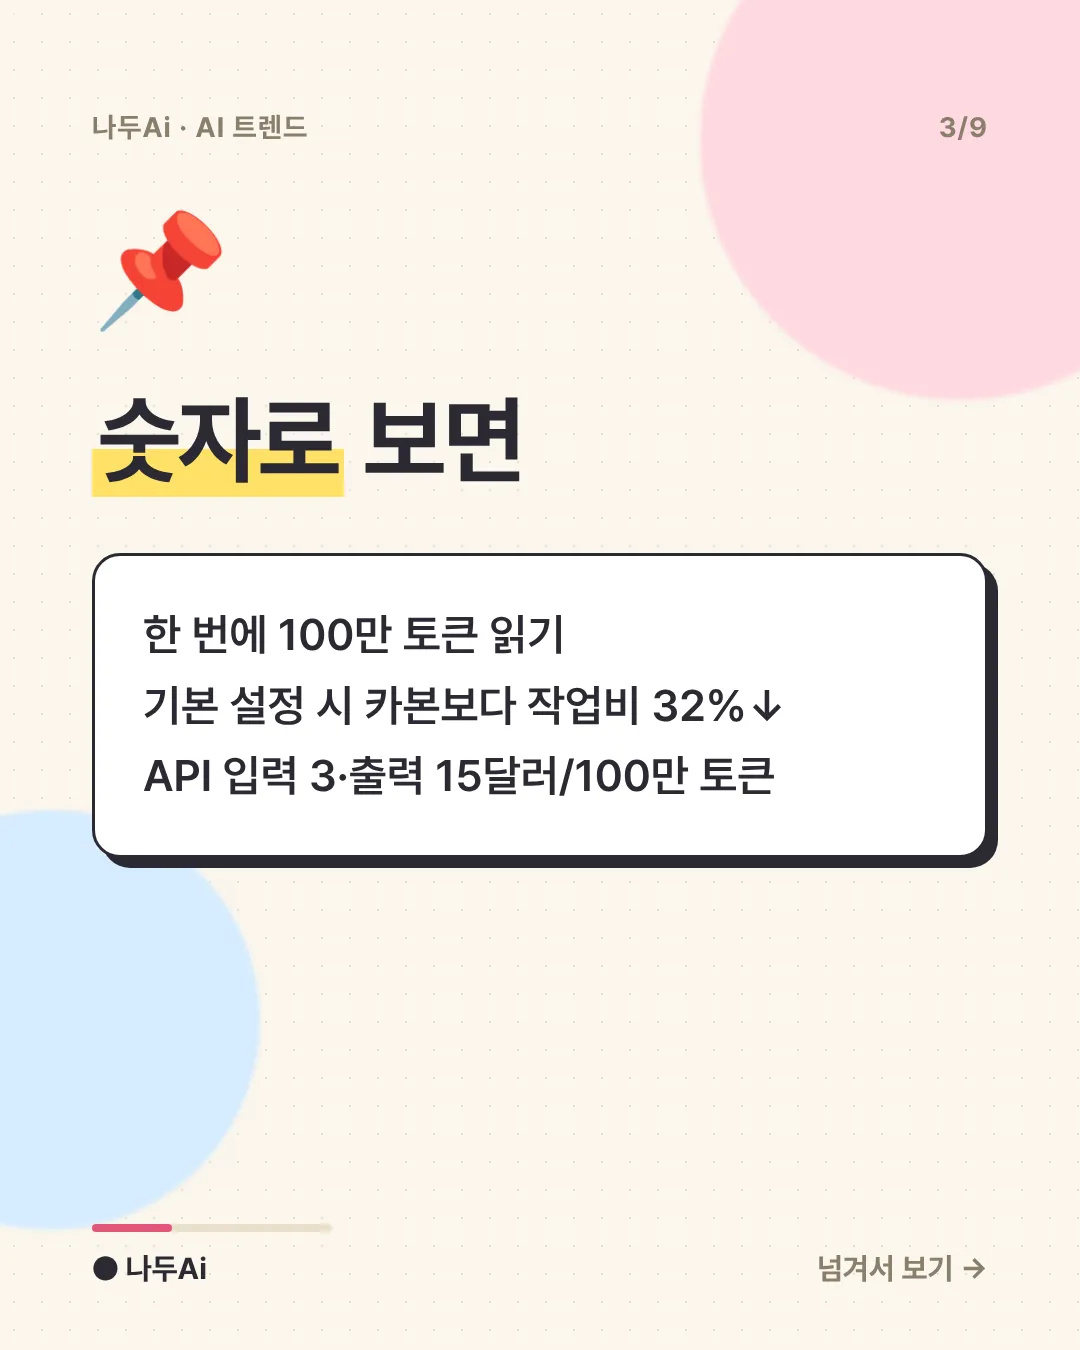 나두Ai · AI 트렌드
3/9
숫자로 보면
한 번에 100만 토큰 읽기
기본 설정 시 카본보다 작업비 32%↓
API 입력 3·출력 15달러/100만 토큰
나두Ai
넘겨서 보기 →